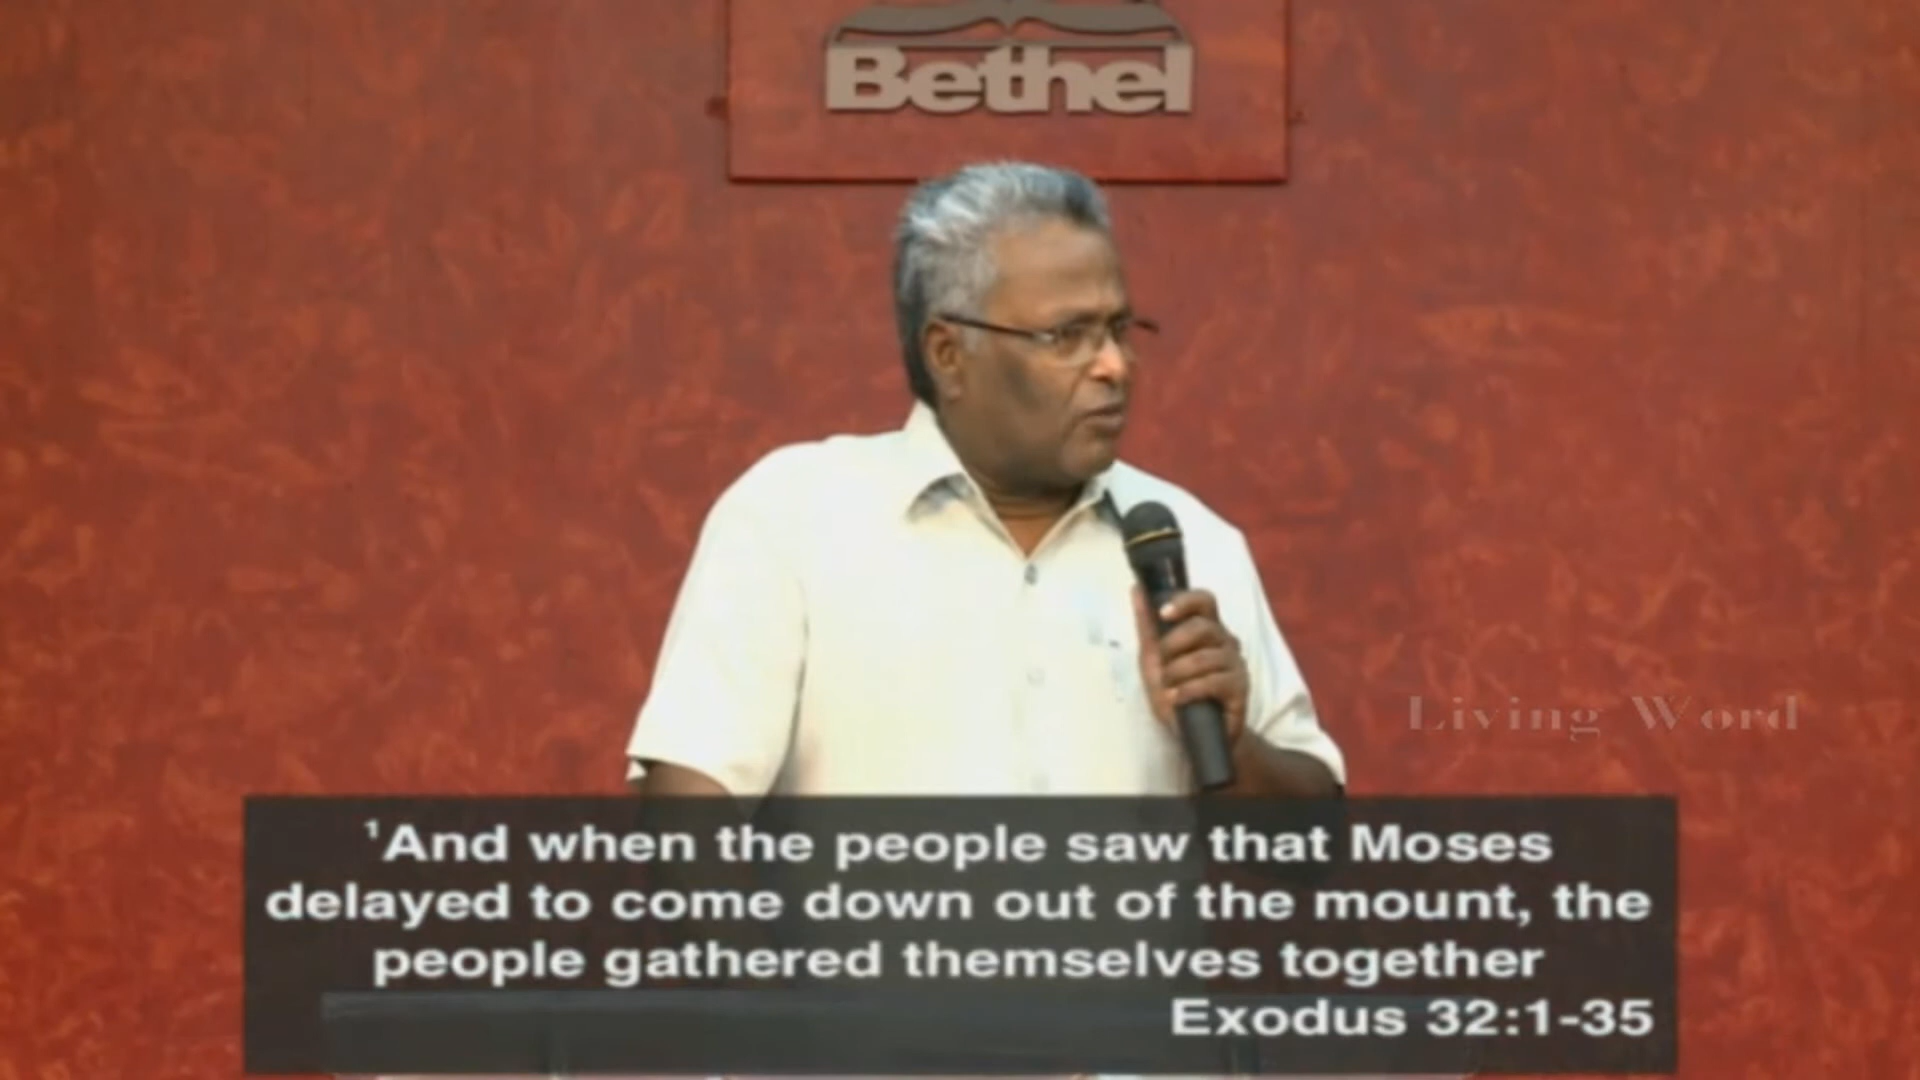 Bethel
Living Word
¹And when the people saw that Moses
delayed to come down out of the mount, the
people gathered themselves together
Exodus 32:1-35